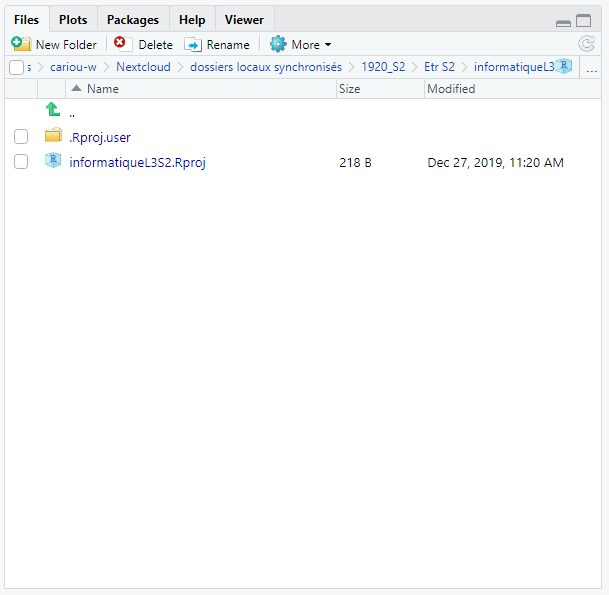 Files Plots Packages Help Viewer
New Folder Delete Rename More
s cariou-w Nextcloud dossiers locaux synchronisés 1920_S2 Etr S2 informatiqueL3 R ...
Name Size Modified
..
.Rproj.user
R informatiqueL3S2.Rproj 218 B Dec 27, 2019, 11:20 AM